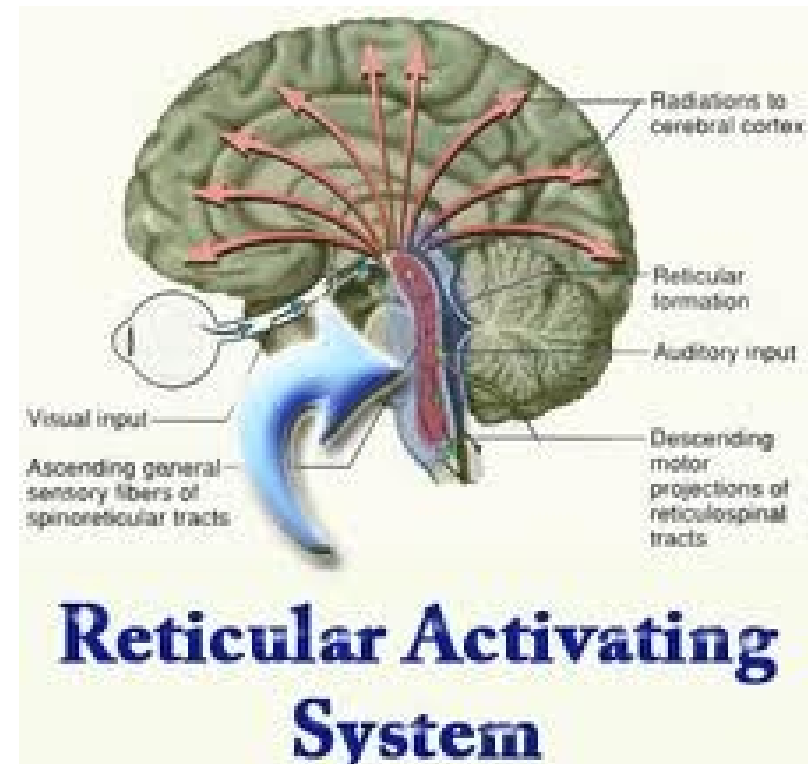 Radiations to
cerebral cortex
Reticular
formation
Auditory input
Visual input
Descending
motor
projections of
reticulospinal
tracts
Ascending general
sensory fibers of
spinoreticular tracts
Reticular Activating
System